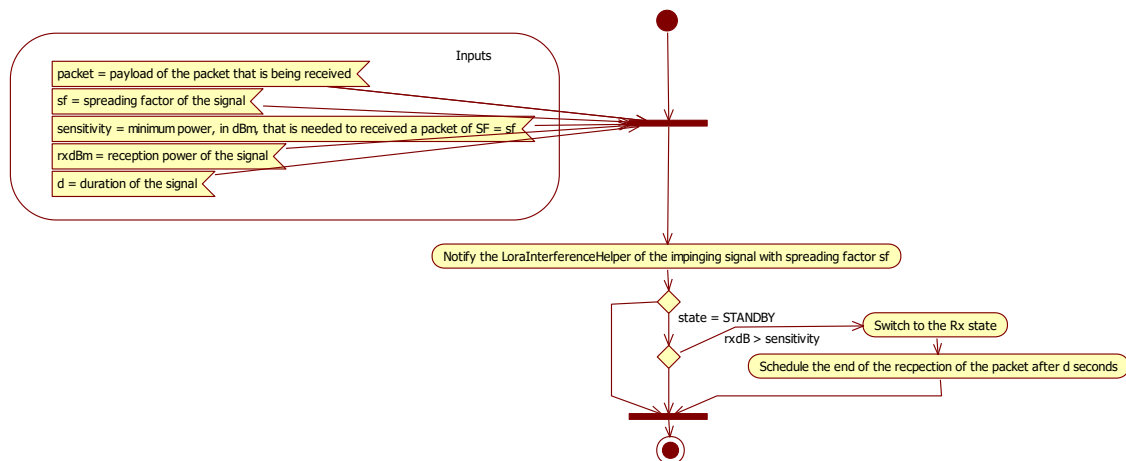 Inputs
packet = payload of the packet that is being received
sf = spreading factor of the signal
sensitivity = minimum power, in dBm, that is needed to received a packet of SF = sf
rxdBm = reception power of the signal
d = duration of the signal
Notify the LoraInterferenceHelper of the impinging signal with spreading factor sf
state = STANDBY
rxdB > sensitivity
Switch to the Rx state
Schedule the end of the recpection of the packet after d seconds